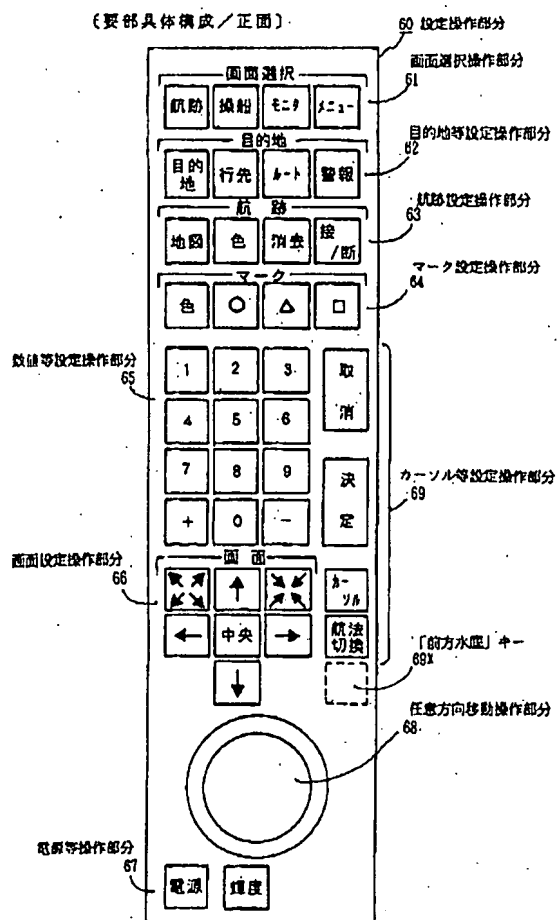 〔要部具体構成／正面〕
60 設定操作部分
画面選択
画面選択操作部分
61
航跡 操船 モニタ メニュー
目的地
目的地等設定操作部分
62
目的地 行先 ルート 警報
航跡
航跡設定操作部分
63
地図 色 消去 接/断
マーク
マーク設定操作部分
64
色 ○ △ □
数値等設定操作部分
65
1 2 3
取消
4 5 6
7 8 9
決定
+ 0 -
カーソル等設定操作部分
69
画面設定操作部分
66
画面
↑
カーソル
← 中央 →
航法切換
↓
「前方水底」キー
69X
任意方向移動操作部分
68
電源等操作部分
67
電源 輝度